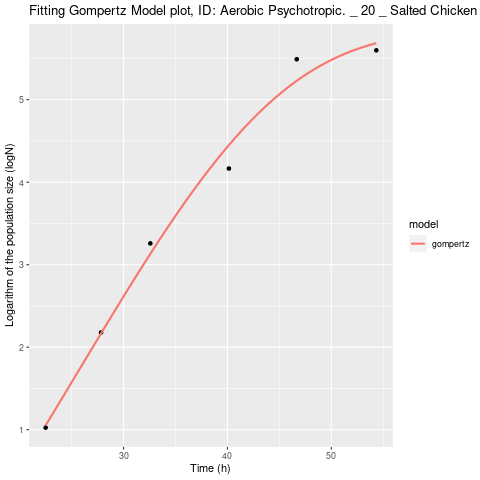 Fitting Gompertz Model plot, ID: Aerobic Psychotropic. _ 20 _ Salted Chicken
Logarithm of the population size (logN)
5
4
3
2
1
30
40
50
Time (h)
model
gompertz